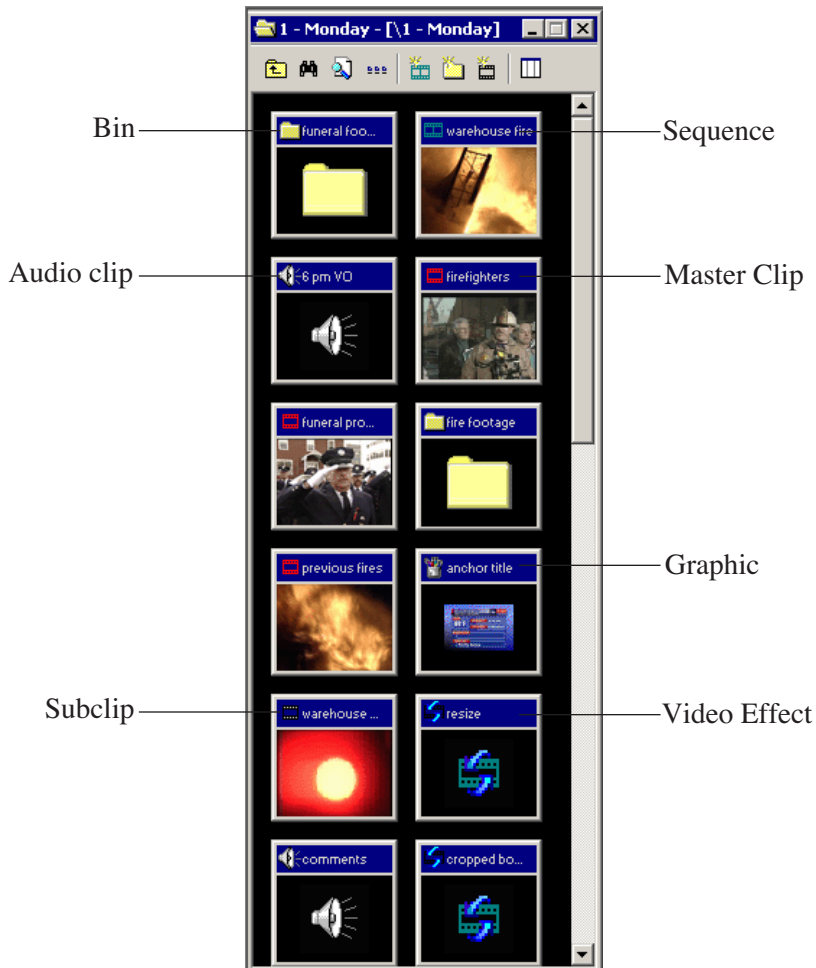 1 - Monday - [\1 - Monday]
Bin
funeral foo...
warehouse fire
Sequence
Audio clip
6 pm VO
firefighters
Master Clip
funeral pro...
fire footage
previous fires
anchor title
Graphic
Subclip
warehouse ...
resize
Video Effect
comments
cropped bo...